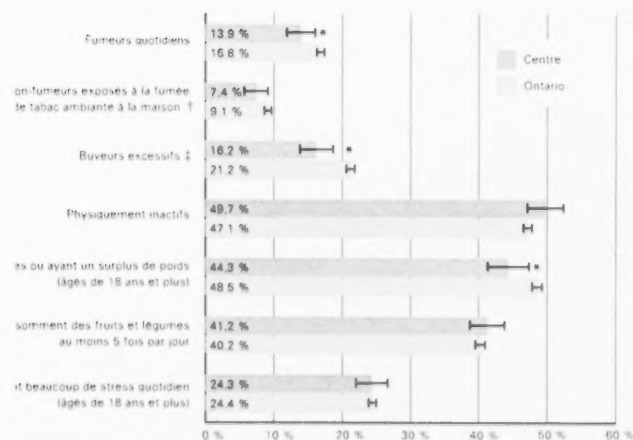 Fumeurs quotidiens
13.9 % *
16.8 %
Centre
Ontario
on-fumeurs exposés à la fumée
de tabac ambiante à la maison †
7.4 %
9.1 %
Buveurs excessifs ‡
16.2 % *
21.2 %
Physiquement inactifs
49.7 %
47.1 %
es ou ayant un surplus de poids
(âgés de 18 ans et plus)
44.3 % *
48.5 %
somment des fruits et légumes
au moins 5 fois par jour
41.2 %
40.2 %
t beaucoup de stress quotidien
(âgés de 18 ans et plus)
24.3 %
24.4 %
0 % 10 % 20 % 30 % 40 % 50 % 60 %